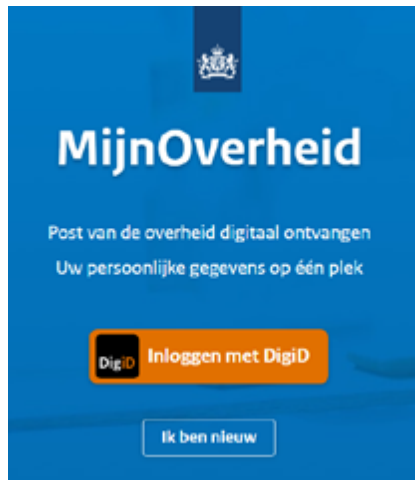 MijnOverheid
Post van de overheid digitaal ontvangen
Uw persoonlijke gegevens op één plek
DigiD Inloggen met DigiD
Ik ben nieuw